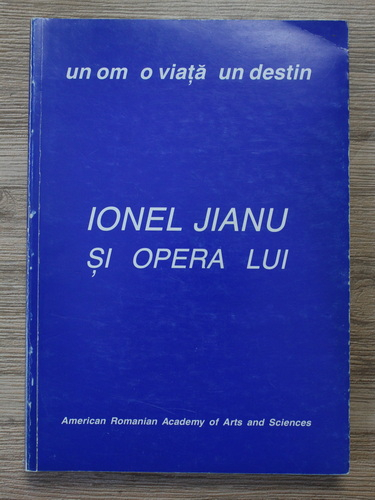 un om o viață un destin
IONEL JIANU
ȘI OPERA LUI
American Romanian Academy of Arts and Sciences